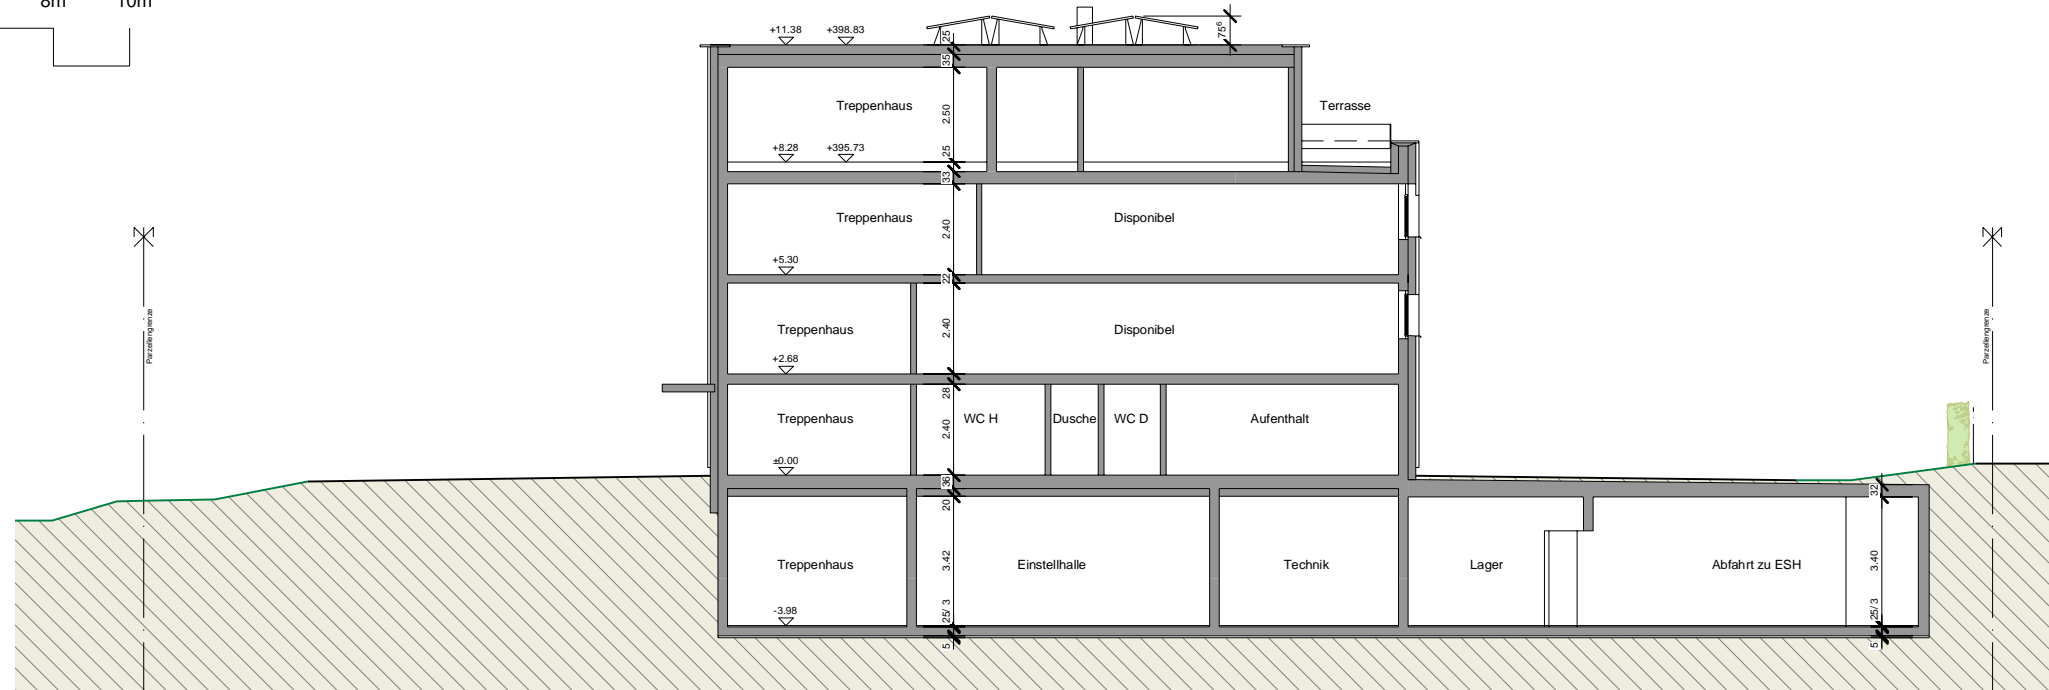 8m 10m
+11.38 +398.83
25
75⁶
35
Treppenhaus
2.50
Terrasse
+8.28 +395.73
25
33
Treppenhaus
2.40
Disponibel
+5.30
22
Treppenhaus
2.40
Disponibel
+2.68
28
Treppenhaus
2.40
WC H
Dusche
WC D
Aufenthalt
±0.00
36
20
32
Treppenhaus
3.42
Einstellhalle
Technik
Lager
Abfahrt zu ESH
3.40
-3.98
25/ 3
25/ 3
5
5
Parzellengrenze
Parzellengrenze